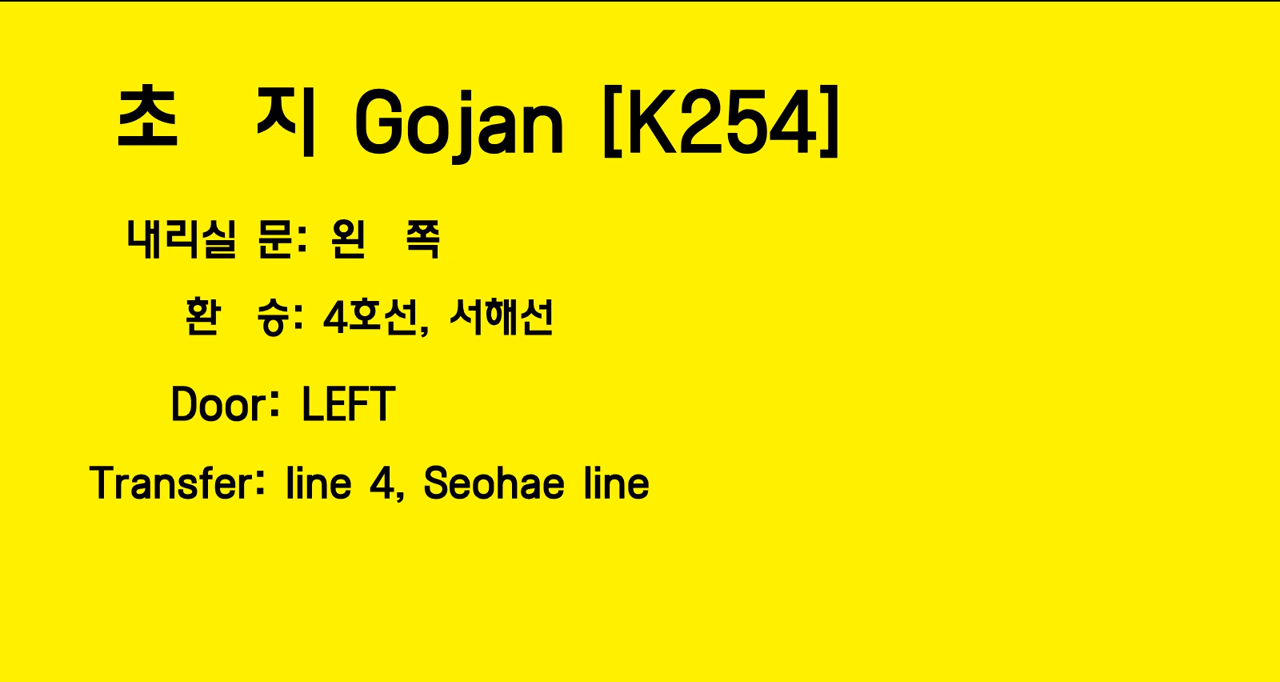 초 지 Gojan [K254]
내리실 문: 왼 쪽
환 승: 4호선, 서해선
Door: LEFT
Transfer: line 4, Seohae line